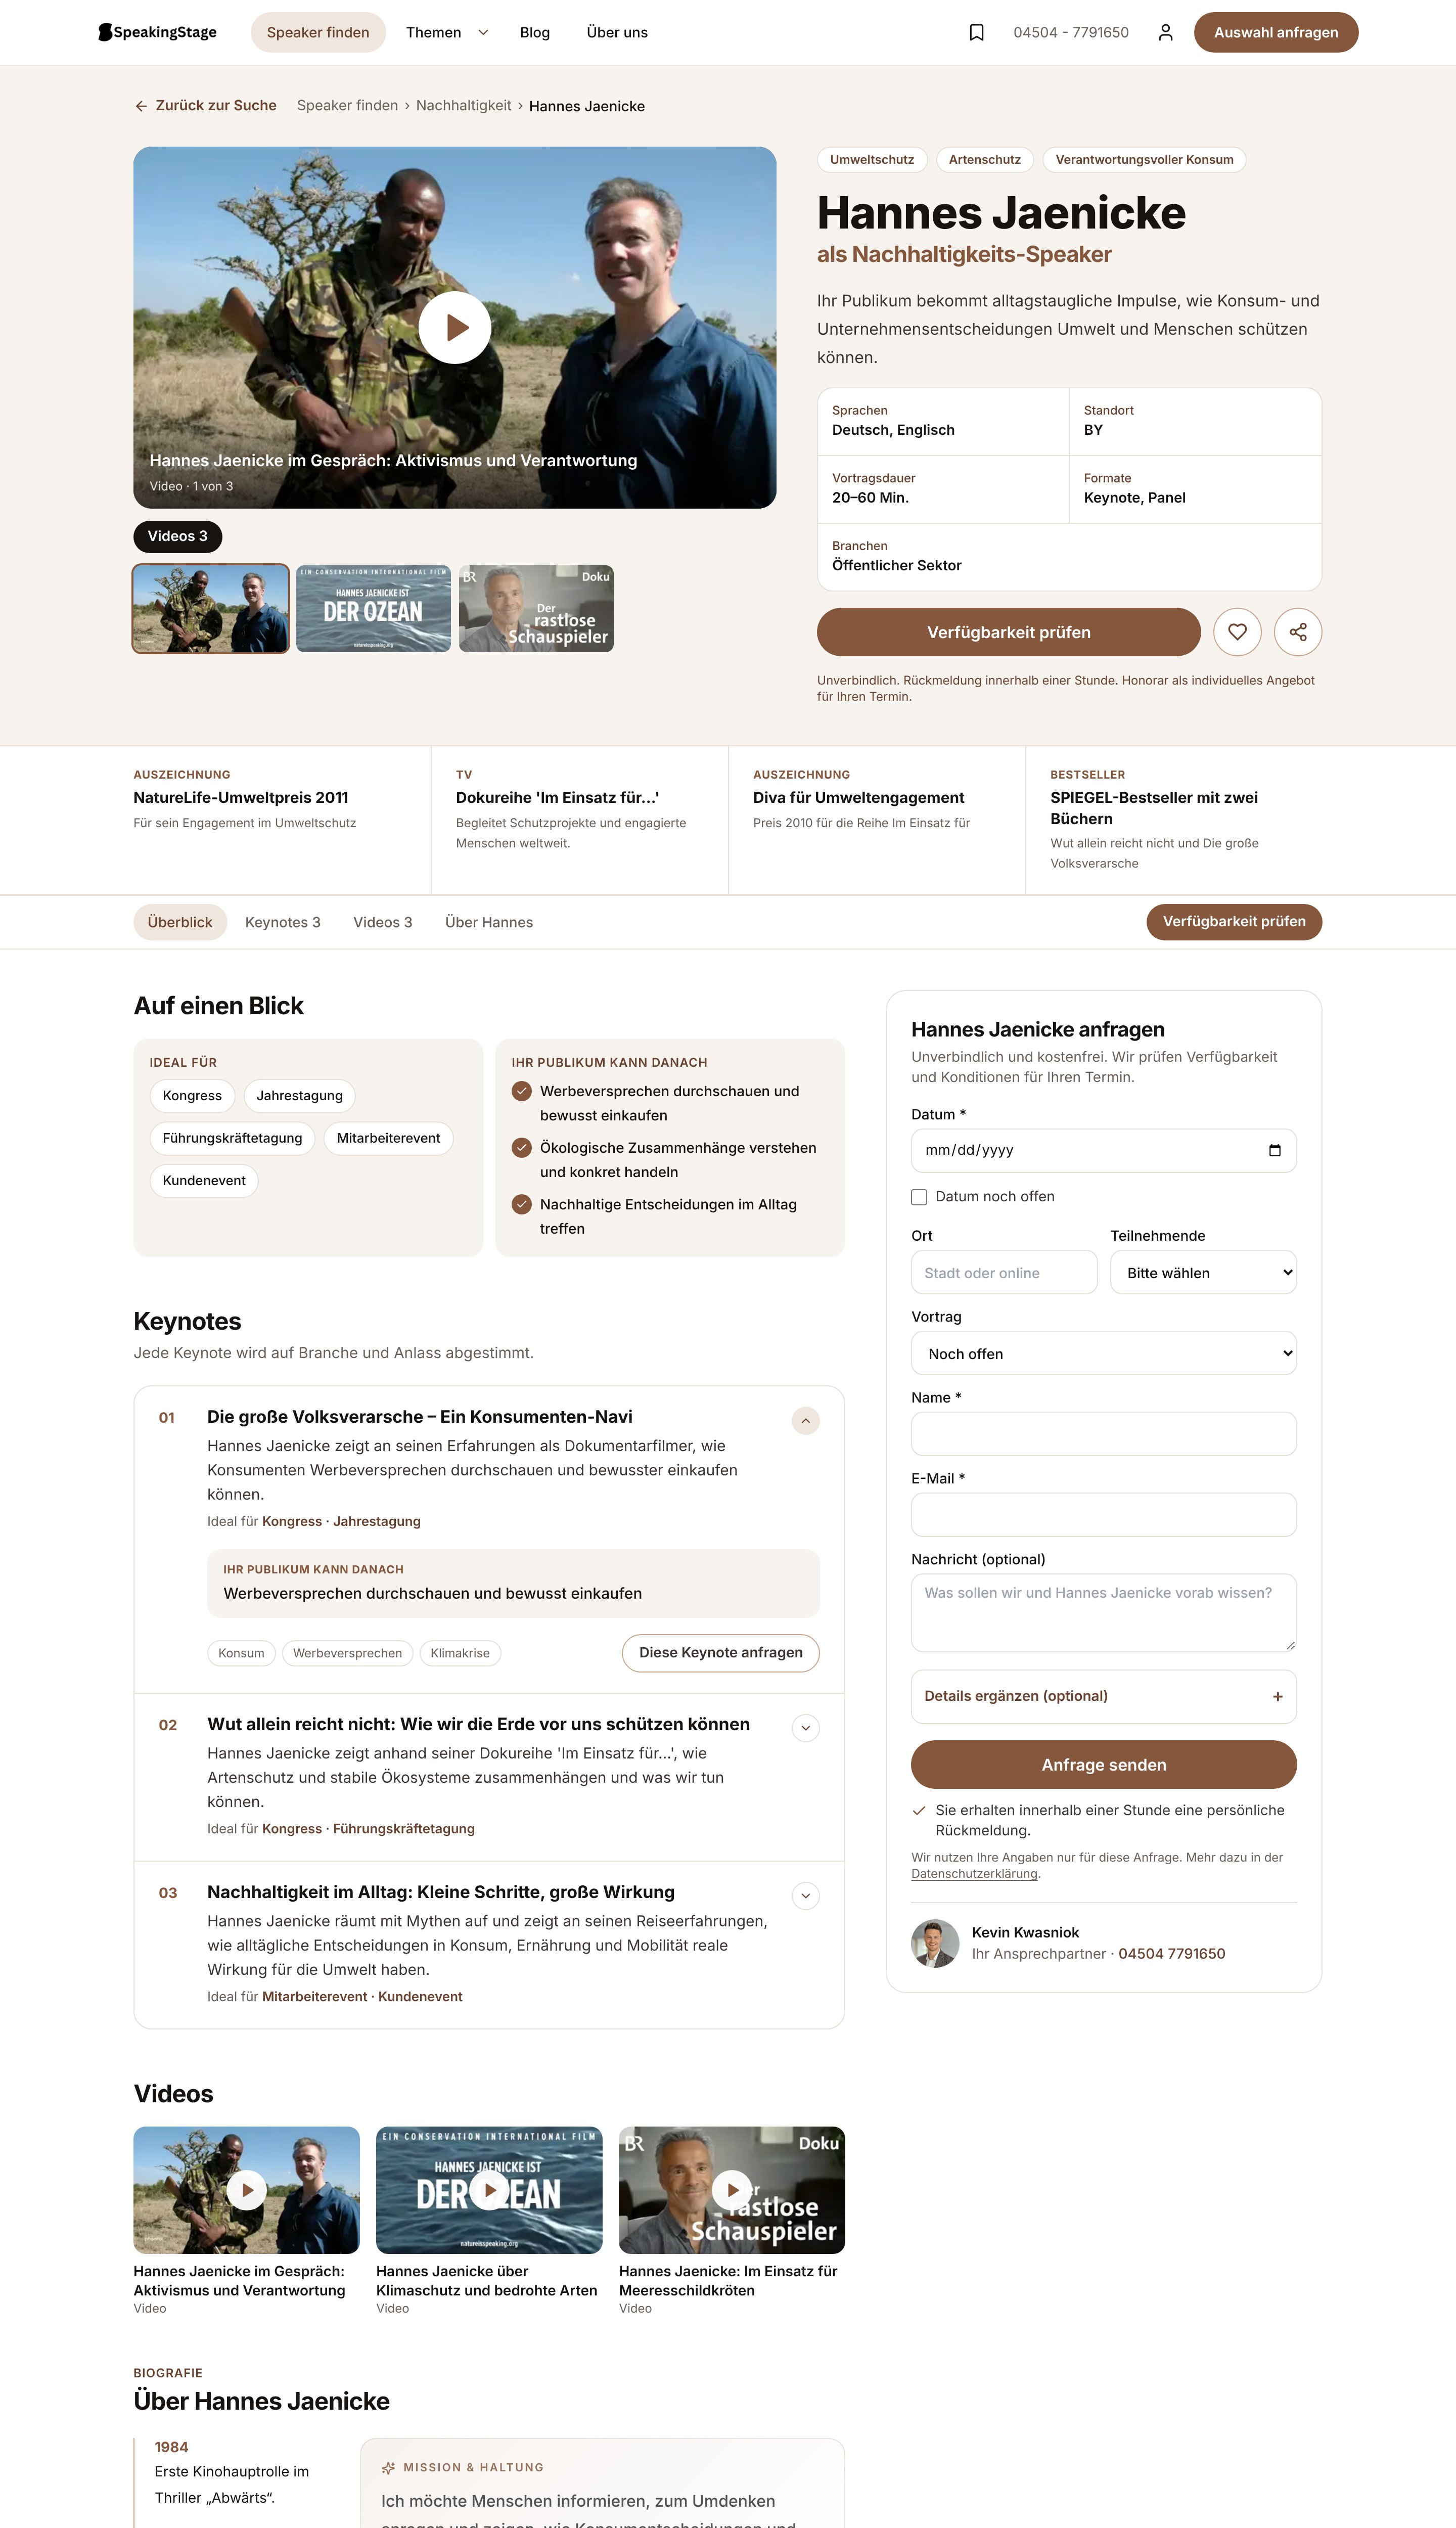 SpeakingStage
Speaker finden
Themen
Blog
Über uns
04504 - 7791650
Auswahl anfragen
Zurück zur Suche
Speaker finden › Nachhaltigkeit › Hannes Jaenicke
Hannes Jaenicke im Gespräch: Aktivismus und Verantwortung
Video · 1 von 3
Videos 3
EIN CONSERVATION INTERNATIONAL FILM
HANNES JAENICKE IST
DER OZEAN
natureisspeaking.org
BR
Doku
Der
rastlose
Schauspieler
Umweltschutz
Artenschutz
Verantwortungsvoller Konsum
Hannes Jaenicke
als Nachhaltigkeits-Speaker
Ihr Publikum bekommt alltagstaugliche Impulse, wie Konsum- und
Unternehmensentscheidungen Umwelt und Menschen schützen
können.
Sprachen
Deutsch, Englisch
Standort
BY
Vortragsdauer
20–60 Min.
Formate
Keynote, Panel
Branchen
Öffentlicher Sektor
Verfügbarkeit prüfen
Unverbindlich. Rückmeldung innerhalb einer Stunde. Honorar als individuelles Angebot
für Ihren Termin.
AUSZEICHNUNG
NatureLife-Umweltpreis 2011
Für sein Engagement im Umweltschutz
TV
Dokureihe 'Im Einsatz für...'
Begleitet Schutzprojekte und engagierte
Menschen weltweit.
AUSZEICHNUNG
Diva für Umweltengagement
Preis 2010 für die Reihe Im Einsatz für
BESTSELLER
SPIEGEL-Bestseller mit zwei
Büchern
Wut allein reicht nicht und Die große
Volksverarsche
Überblick
Keynotes 3
Videos 3
Über Hannes
Verfügbarkeit prüfen
Auf einen Blick
IDEAL FÜR
Kongress
Jahrestagung
Führungskräftetagung
Mitarbeiterevent
Kundenevent
IHR PUBLIKUM KANN DANACH
Werbeversprechen durchschauen und
bewusst einkaufen
Ökologische Zusammenhänge verstehen
und konkret handeln
Nachhaltige Entscheidungen im Alltag
treffen
Keynotes
Jede Keynote wird auf Branche und Anlass abgestimmt.
01
Die große Volksverarsche – Ein Konsumenten-Navi
Hannes Jaenicke zeigt an seinen Erfahrungen als Dokumentarfilmer, wie
Konsumenten Werbeversprechen durchschauen und bewusster einkaufen
können.
Ideal für Kongress · Jahrestagung
IHR PUBLIKUM KANN DANACH
Werbeversprechen durchschauen und bewusst einkaufen
Konsum
Werbeversprechen
Klimakrise
Diese Keynote anfragen
02
Wut allein reicht nicht: Wie wir die Erde vor uns schützen können
Hannes Jaenicke zeigt anhand seiner Dokureihe 'Im Einsatz für...', wie
Artenschutz und stabile Ökosysteme zusammenhängen und was wir tun
können.
Ideal für Kongress · Führungskräftetagung
03
Nachhaltigkeit im Alltag: Kleine Schritte, große Wirkung
Hannes Jaenicke räumt mit Mythen auf und zeigt an seinen Reiseerfahrungen,
wie alltägliche Entscheidungen in Konsum, Ernährung und Mobilität reale
Wirkung für die Umwelt haben.
Ideal für Mitarbeiterevent · Kundenevent
Hannes Jaenicke anfragen
Unverbindlich und kostenfrei. Wir prüfen Verfügbarkeit
und Konditionen für Ihren Termin.
Datum *
mm/dd/yyyy
Datum noch offen
Ort
Stadt oder online
Teilnehmende
Bitte wählen
Vortrag
Noch offen
Name *
E-Mail *
Nachricht (optional)
Was sollen wir und Hannes Jaenicke vorab wissen?
Details ergänzen (optional)
+
Anfrage senden
Sie erhalten innerhalb einer Stunde eine persönliche
Rückmeldung.
Wir nutzen Ihre Angaben nur für diese Anfrage. Mehr dazu in der
Datenschutzerklärung.
Kevin Kwasniok
Ihr Ansprechpartner · 04504 7791650
Videos
Hannes Jaenicke im Gespräch:
Aktivismus und Verantwortung
Video
EIN CONSERVATION INTERNATIONAL FILM
HANNES JAENICKE IST
natureisspeaking.org
Hannes Jaenicke über
Klimaschutz und bedrohte Arten
Video
BR
Doku
rastlose
Schauspieler
Hannes Jaenicke: Im Einsatz für
Meeresschildkröten
Video
BIOGRAFIE
Über Hannes Jaenicke
1984
Erste Kinohauptrolle im
Thriller „Abwärts“.
MISSION & HALTUNG
Ich möchte Menschen informieren, zum Umdenken